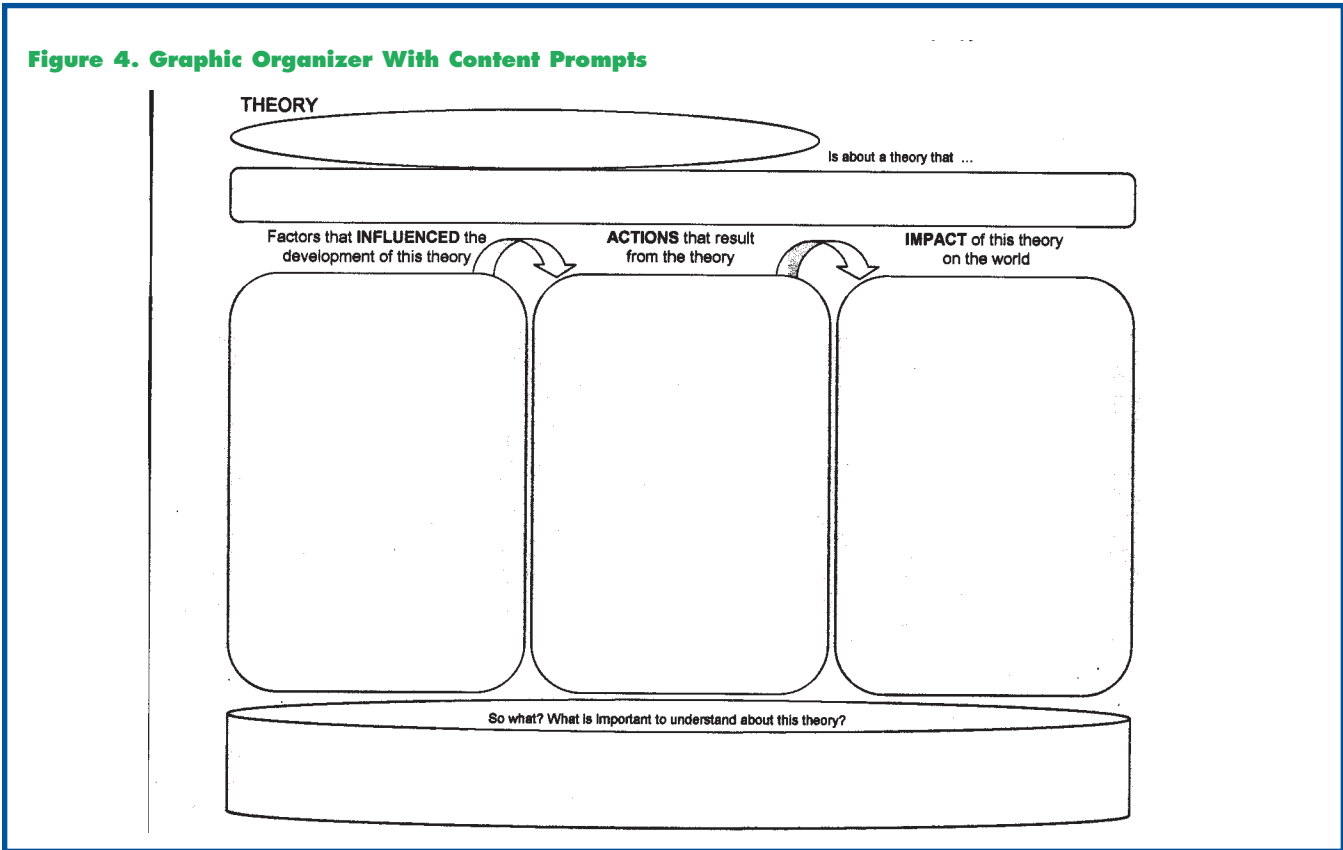 Figure 4. Graphic Organizer With Content Prompts
THEORY
Is about a theory that ...
Factors that INFLUENCED the
development of this theory
ACTIONS that result
from the theory
IMPACT of this theory
on the world
So what? What is important to understand about this theory?